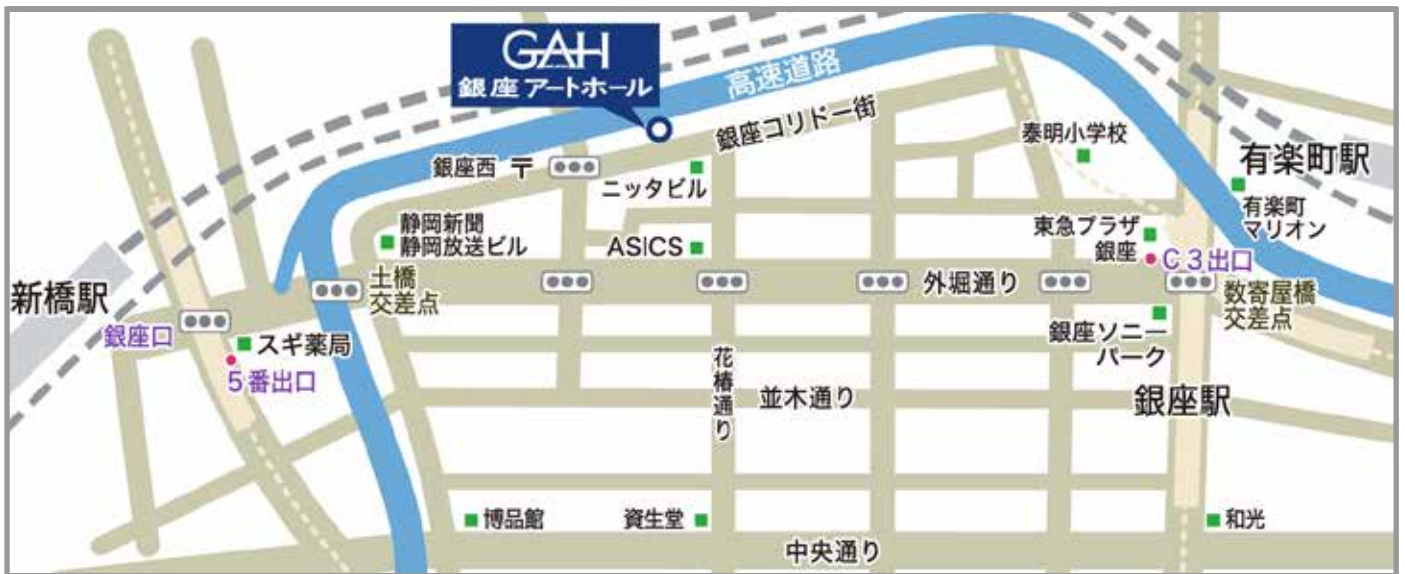 GAH
銀座アートホール
高速道路
銀座コリドー街
泰明小学校
有楽町駅
銀座西 〒
ニッタビル
有楽町
マリオン
静岡新聞
静岡放送ビル
ASICS
東急プラザ
銀座
C3出口
新橋駅
土橋
交差点
外堀通り
数寄屋橋
交差点
銀座口
スギ薬局
5番出口
銀座ソニー
パーク
花椿通り
並木通り
銀座駅
博品館
資生堂
和光
中央通り